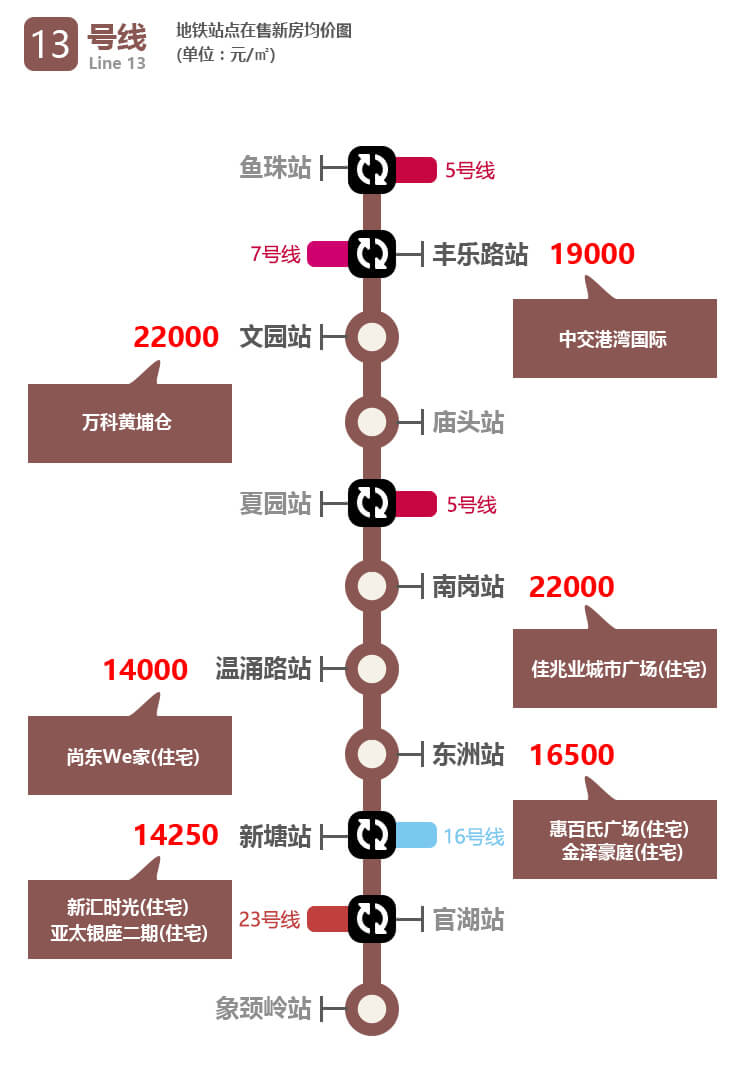 13
号线
Line 13
地铁站点在售新房均价图
(单位：元/㎡)
鱼珠站
5号线
7号线
丰乐路站
19000
中交港湾国际
22000
文园站
万科黄埔仓
庙头站
夏园站
5号线
南岗站
22000
佳兆业城市广场(住宅)
14000
温涌路站
尚东We家(住宅)
东洲站
16500
惠百氏广场(住宅)
金泽豪庭(住宅)
14250
新塘站
16号线
新汇时光(住宅)
亚太银座二期(住宅)
23号线
官湖站
象颈岭站